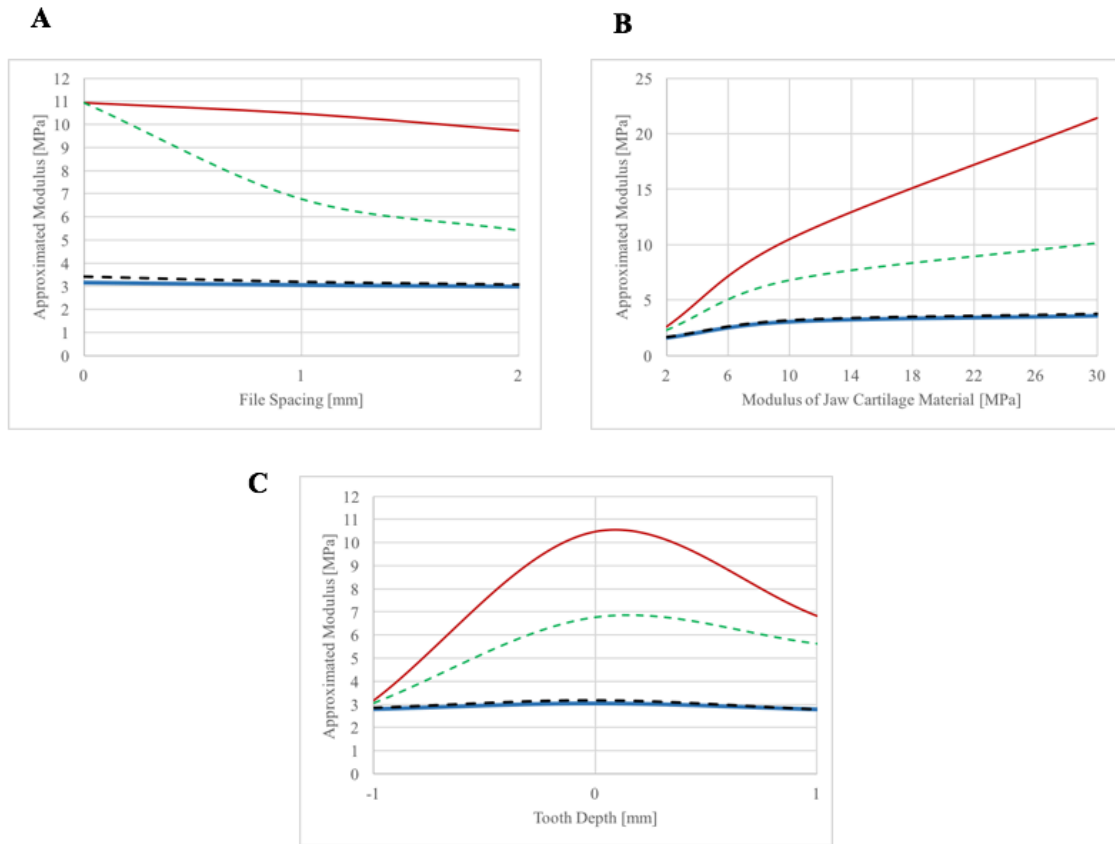 A
B
12
11
10
9
8
7
6
5
4
3
2
1
0
Approximated Modulus [MPa]
0 1 2
File Spacing [mm]
25
20
15
10
5
0
Approximated Modulus [MPa]
2 6 10 14 18 22 26 30
Modulus of Jaw Cartilage Material [MPa]
C
12
11
10
9
8
7
6
5
4
3
2
1
0
Approximated Modulus [MPa]
-1 0 1
Tooth Depth [mm]